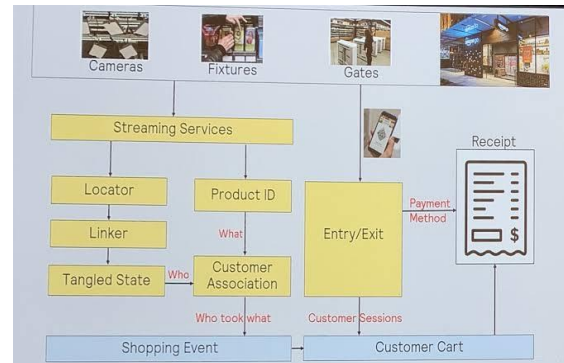 Cameras
Fixtures
Gates
Streaming Services
Receipt
Locator
Product ID
Payment
Method
Linker
What
Entry/Exit
Tangled State
Who
Customer
Association
Who took what
Customer Sessions
Shopping Event
Customer Cart
$